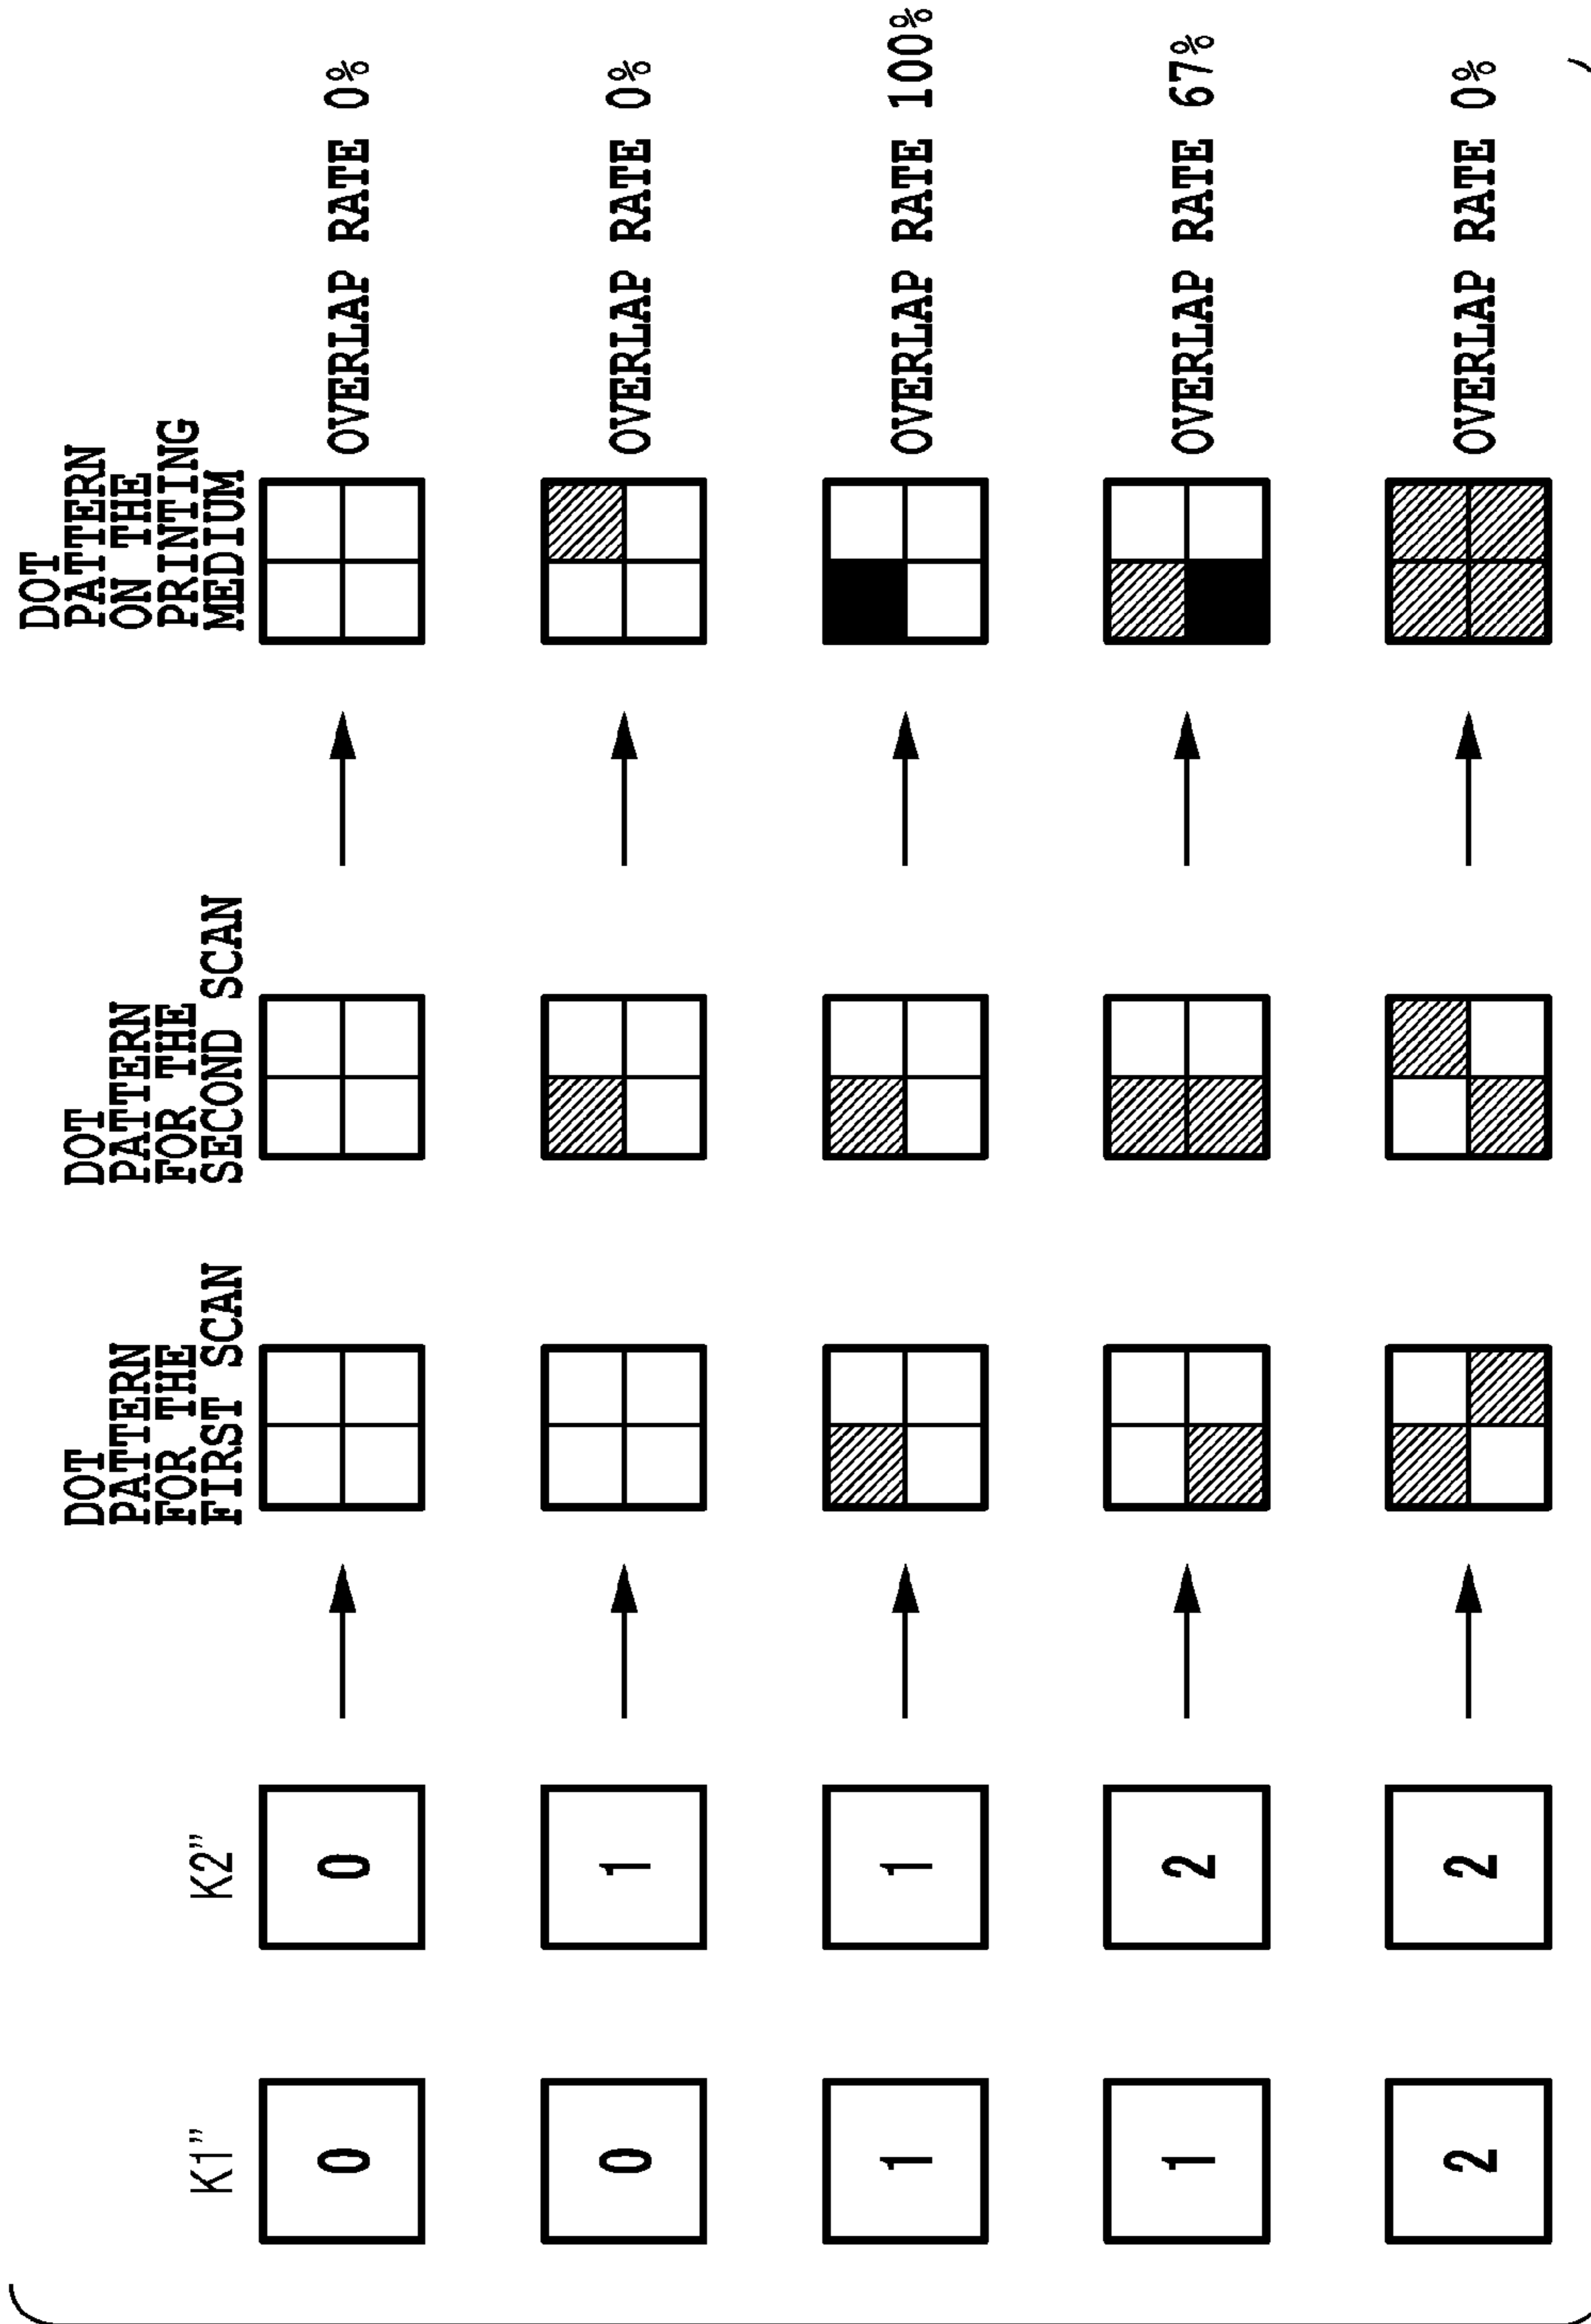 K1”
K2”
DOT
PATTERN
FOR THE
FIRST SCAN
DOT
PATTERN
FOR THE
SECOND SCAN
DOT
PATTERN
ON THE
PRINTING
MEDIUM
0
0
OVERLAP RATE 0%
0
1
OVERLAP RATE 0%
1
1
OVERLAP RATE 100%
1
2
OVERLAP RATE 67%
2
2
OVERLAP RATE 0%